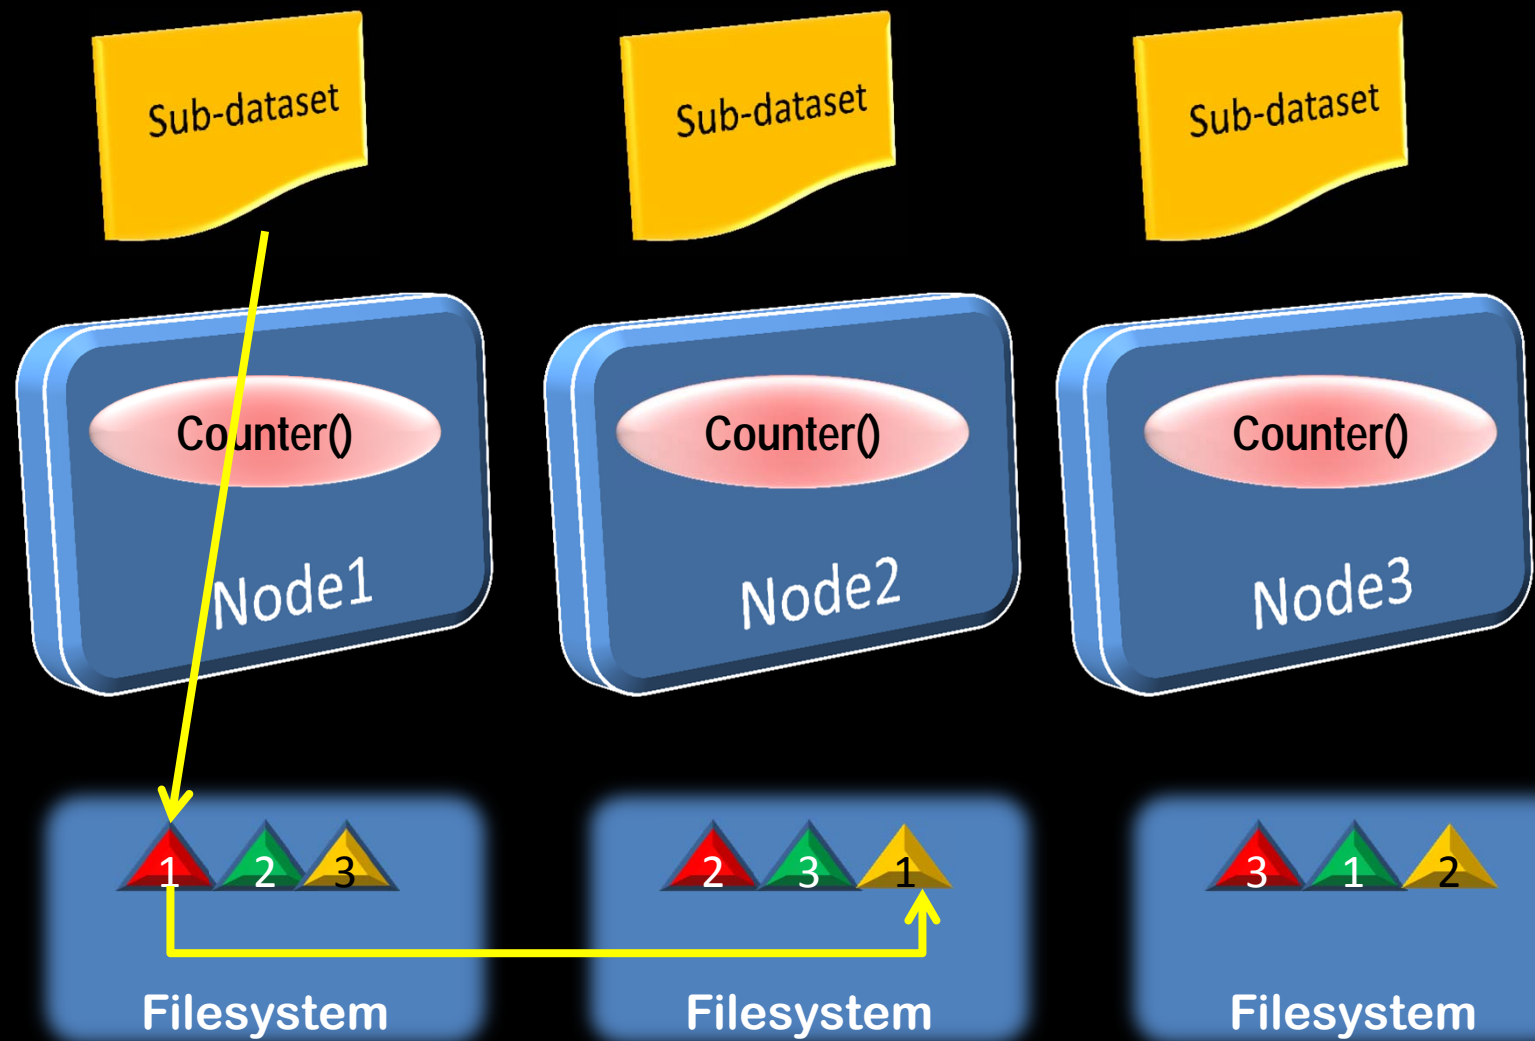 Sub-dataset
Sub-dataset
Sub-dataset
Counter()
Counter()
Counter()
Node1
Node2
Node3
1 2 3
2 3 1
3 1 2
Filesystem
Filesystem
Filesystem